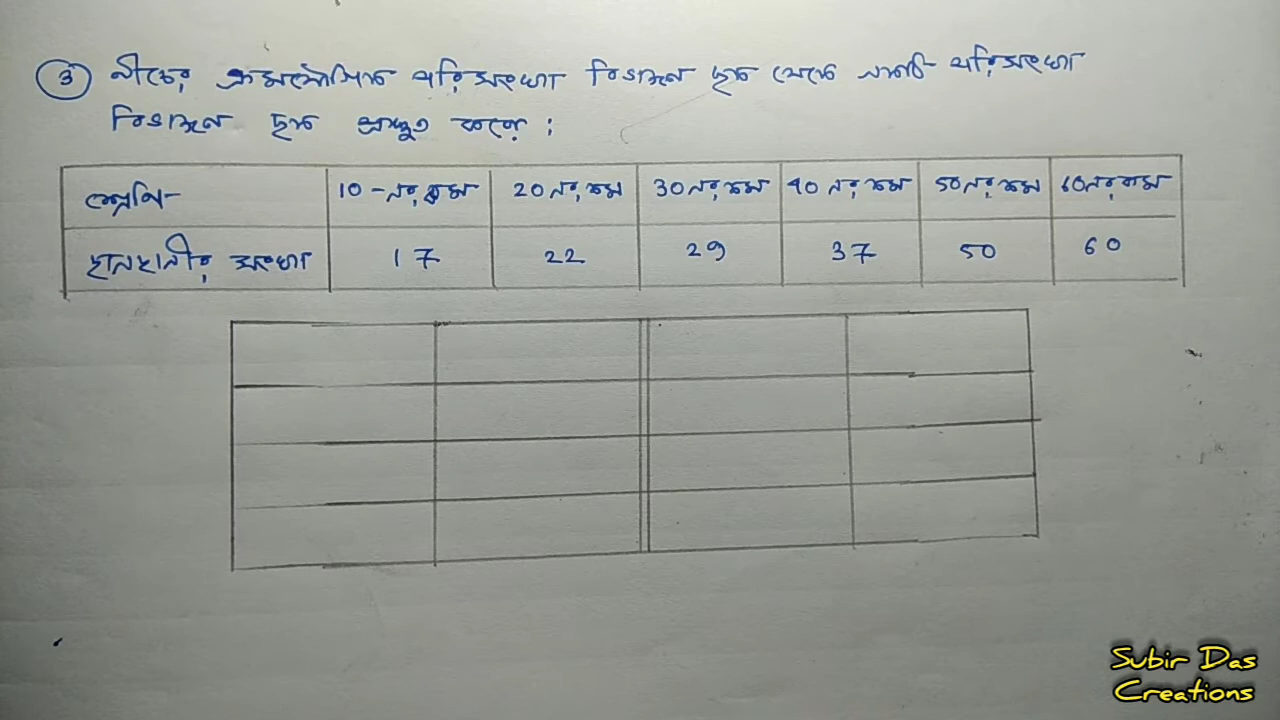 ③ নীচের ক্রমযৌগিক পরিসংখ্যা বিভাজন ছক থেকে একটি পরিসংখ্যা
বিভাজন ছক প্রস্তুত করো :
শ্রেণি- 10-এর কম 20 এর কম 30 এর কম 40 এর কম 50 এর কম 60 এর কম
ছাত্রছাত্রীর সংখ্যা 17 22 29 37 50 60
Subir Das
Creations